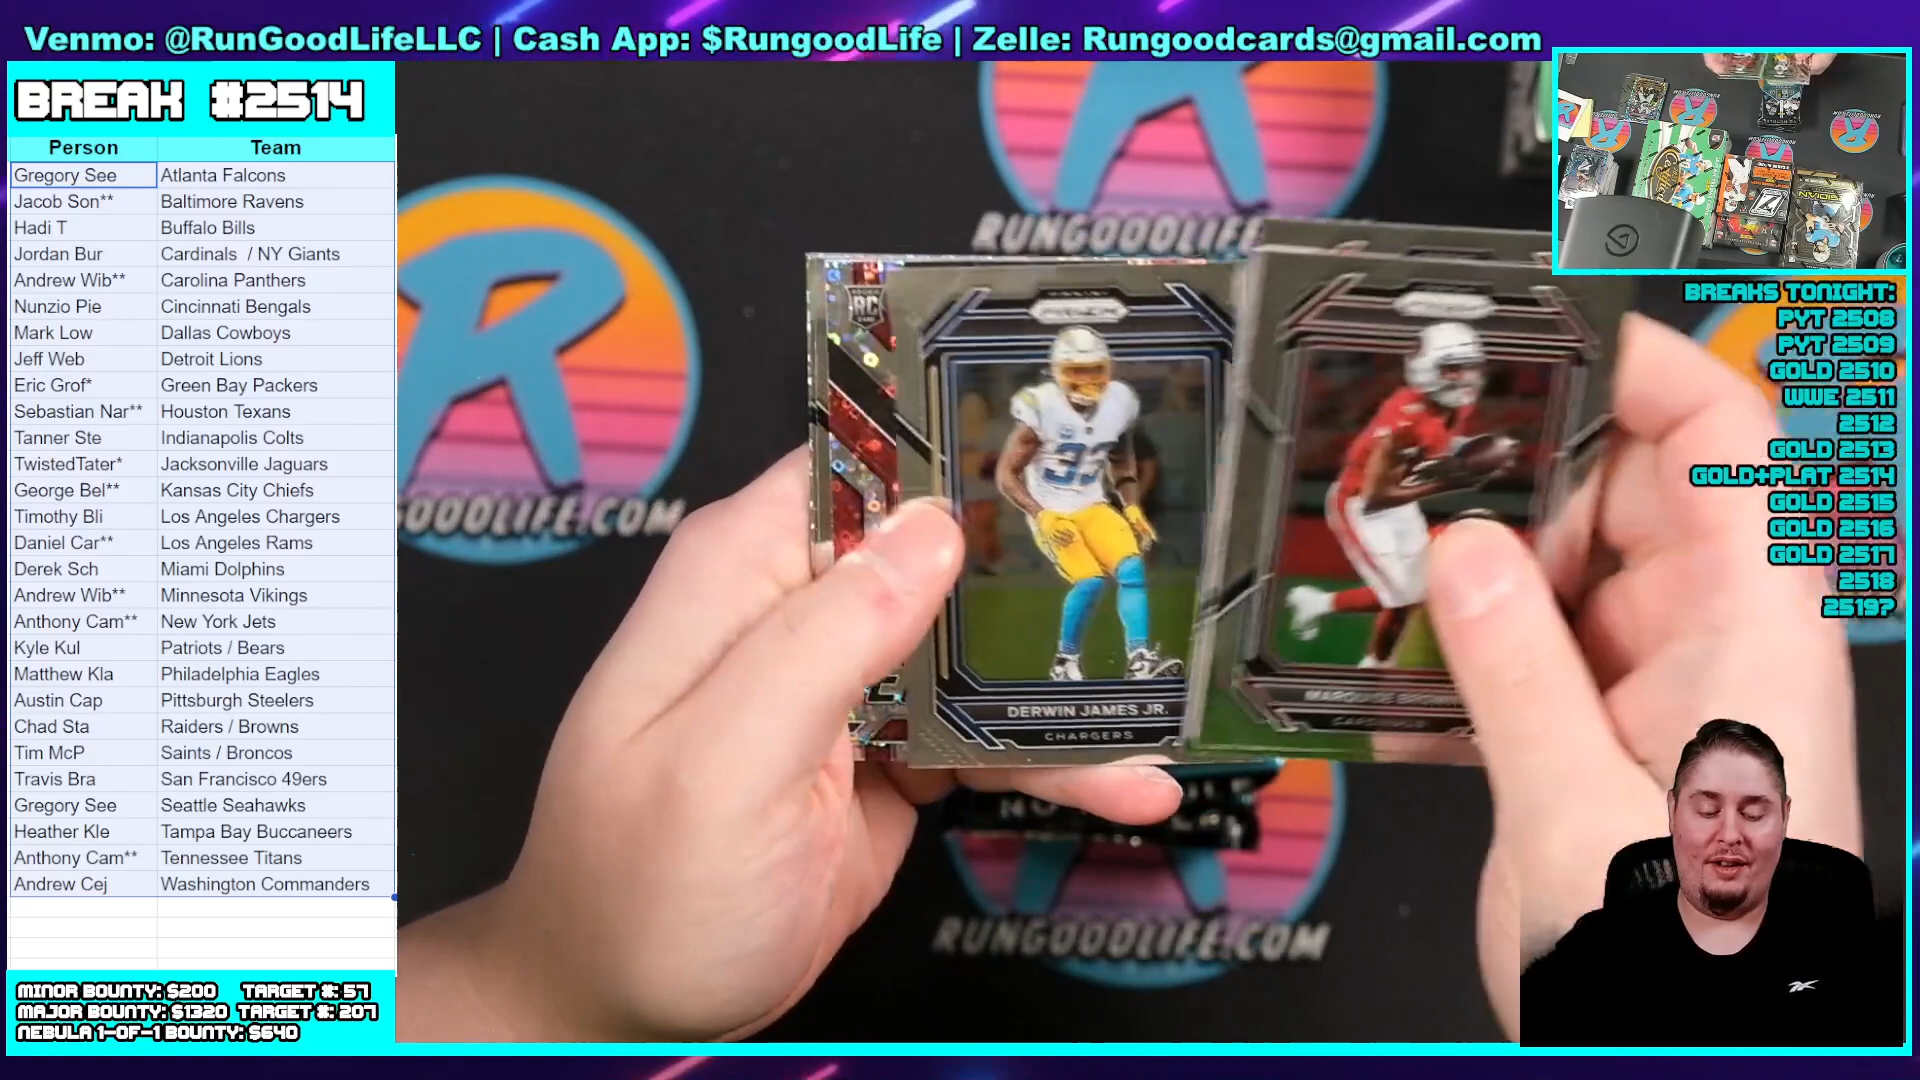 Venmo: @RunGoodLifeLLC | Cash App: $RungoodLife | Zelle: Rungoodcards@gmail.com
BREAK #2514
Person Team
Gregory See Atlanta Falcons
Jacob Son** Baltimore Ravens
Hadi T Buffalo Bills
Jordan Bur Cardinals / NY Giants
Andrew Wib** Carolina Panthers
Nunzio Pie Cincinnati Bengals
Mark Low Dallas Cowboys
Jeff Web Detroit Lions
Eric Grof* Green Bay Packers
Sebastian Nar** Houston Texans
Tanner Ste Indianapolis Colts
TwistedTater* Jacksonville Jaguars
George Bel** Kansas City Chiefs
Timothy Bli Los Angeles Chargers
Daniel Car** Los Angeles Rams
Derek Sch Miami Dolphins
Andrew Wib** Minnesota Vikings
Anthony Cam** New York Jets
Kyle Kul Patriots / Bears
Matthew Kla Philadelphia Eagles
Austin Cap Pittsburgh Steelers
Chad Sta Raiders / Browns
Tim McP Saints / Broncos
Travis Bra San Francisco 49ers
Gregory See Seattle Seahawks
Heather Kle Tampa Bay Buccaneers
Anthony Cam** Tennessee Titans
Andrew Cej Washington Commanders
MINOR BOUNTY: $200 TARGET #: 57
MAJOR BOUNTY: $1320 TARGET #: 207
NEBULA 1-OF-1 BOUNTY: $640
RUNGOODLIFE
GOODLIFE.COM
RC
PRIZM
33
DERWIN JAMES JR.
CHARGERS
PRIZM
MARQUISE BROWN
CARDINALS
RUNGOODLIFE.COM
BREAKS TONIGHT:
PYT 2508
PYT 2509
GOLD 2510
WWE 2511
2512
GOLD 2513
GOLD+PLAT 2514
GOLD 2515
GOLD 2516
GOLD 2517
2518
2519?